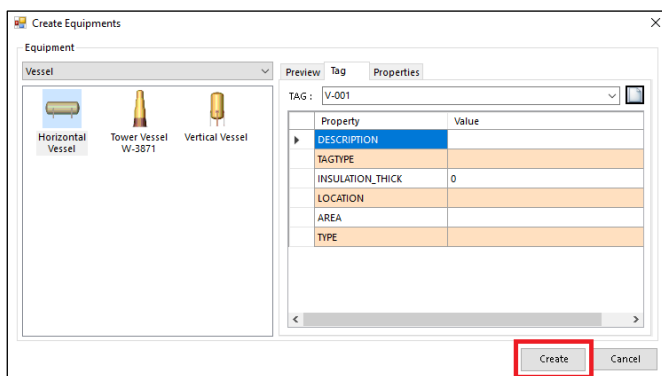 Create Equipments
Equipment
Vessel
Horizontal
Vessel
Tower Vessel
W-3871
Vertical Vessel
Preview Tag Properties
TAG : V-001
Property Value
DESCRIPTION
TAGTYPE
INSULATION_THICK 0
LOCATION
AREA
TYPE
Create Cancel